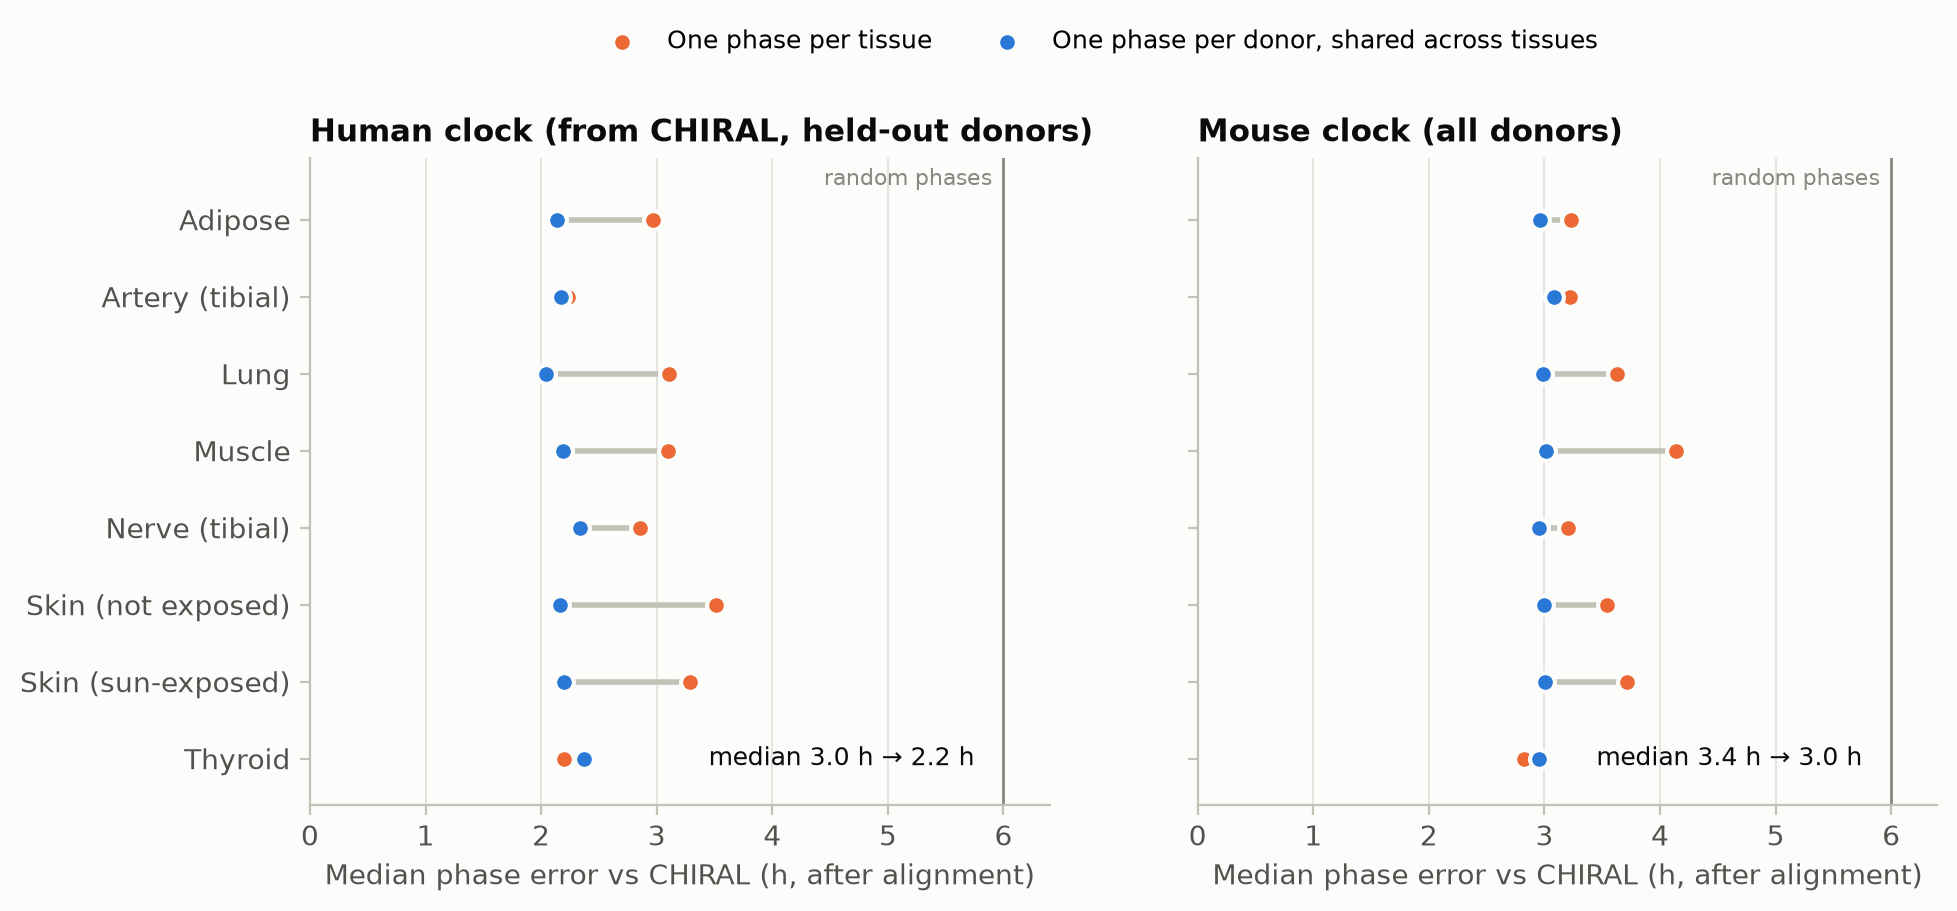 One phase per tissue
One phase per donor, shared across tissues
Human clock (from CHIRAL, held-out donors)
random phases
Adipose
Artery (tibial)
Lung
Muscle
Nerve (tibial)
Skin (not exposed)
Skin (sun-exposed)
Thyroid
median 3.0 h → 2.2 h
0 1 2 3 4 5 6
Median phase error vs CHIRAL (h, after alignment)
Mouse clock (all donors)
random phases
median 3.4 h → 3.0 h
0 1 2 3 4 5 6
Median phase error vs CHIRAL (h, after alignment)